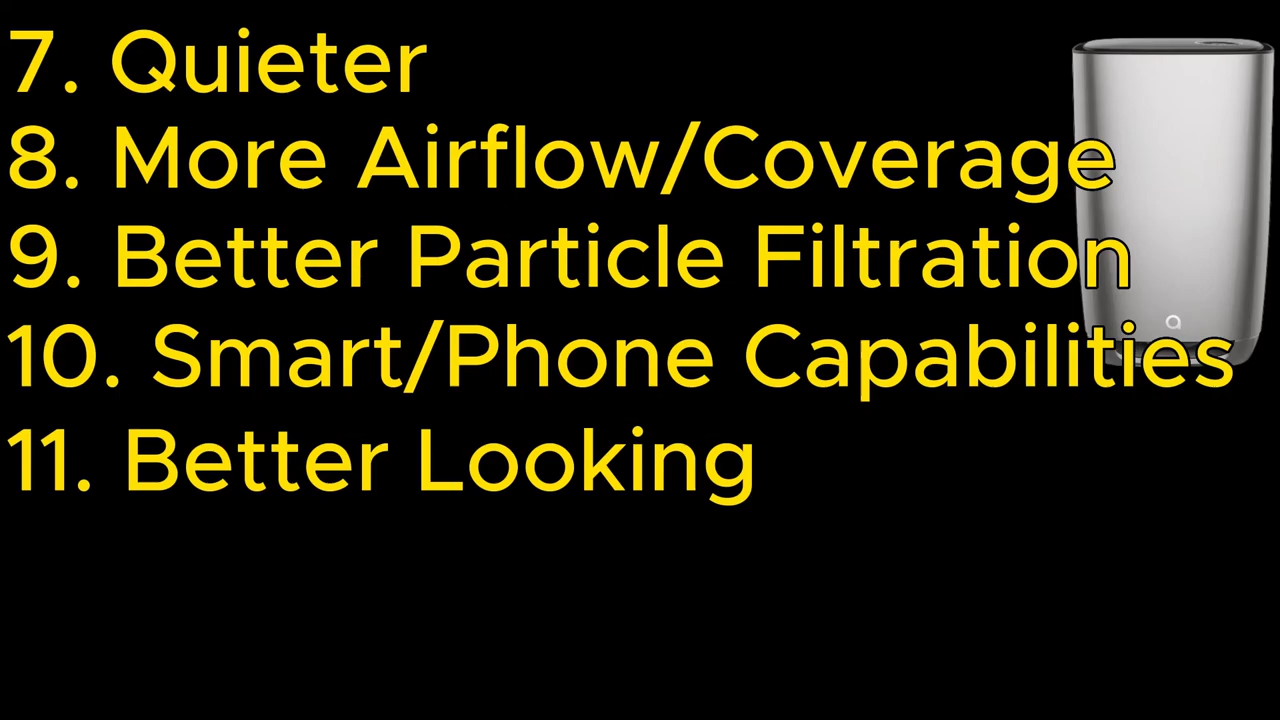 7. Quieter
8. More Airflow/Coverage
9. Better Particle Filtration
10. Smart/Phone Capabilities
11. Better Looking